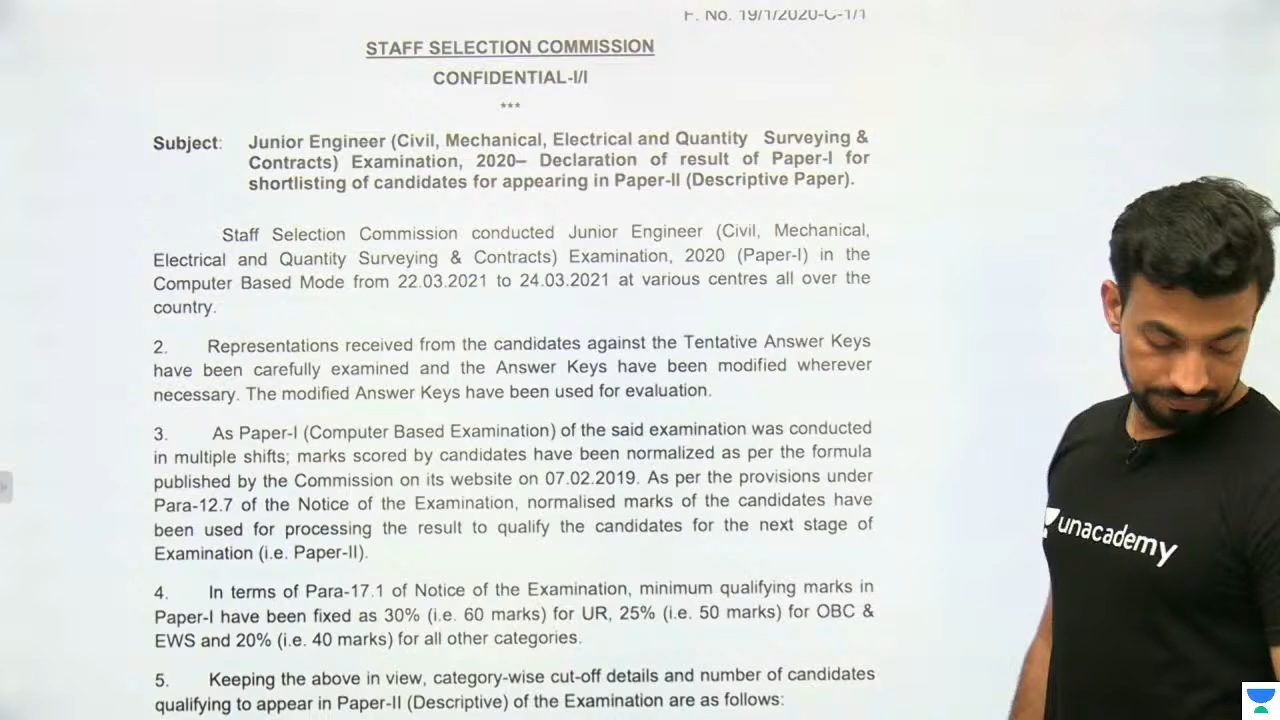 F. No. 19/1/2020-C-1/1
STAFF SELECTION COMMISSION
CONFIDENTIAL-I/I
***
Subject: Junior Engineer (Civil, Mechanical, Electrical and Quantity Surveying &
Contracts) Examination, 2020– Declaration of result of Paper-I for
shortlisting of candidates for appearing in Paper-II (Descriptive Paper).
Staff Selection Commission conducted Junior Engineer (Civil, Mechanical,
Electrical and Quantity Surveying & Contracts) Examination, 2020 (Paper-I) in the
Computer Based Mode from 22.03.2021 to 24.03.2021 at various centres all over the
country.
2. Representations received from the candidates against the Tentative Answer Keys
have been carefully examined and the Answer Keys have been modified wherever
necessary. The modified Answer Keys have been used for evaluation.
3. As Paper-I (Computer Based Examination) of the said examination was conducted
in multiple shifts; marks scored by candidates have been normalized as per the formula
published by the Commission on its website on 07.02.2019. As per the provisions under
Para-12.7 of the Notice of the Examination, normalised marks of the candidates have
been used for processing the result to qualify the candidates for the next stage of
Examination (i.e. Paper-II).
4. In terms of Para-17.1 of Notice of the Examination, minimum qualifying marks in
Paper-I have been fixed as 30% (i.e. 60 marks) for UR, 25% (i.e. 50 marks) for OBC &
EWS and 20% (i.e. 40 marks) for all other categories.
5. Keeping the above in view, category-wise cut-off details and number of candidates
qualifying to appear in Paper-II (Descriptive) of the Examination are as follows:
unacademy